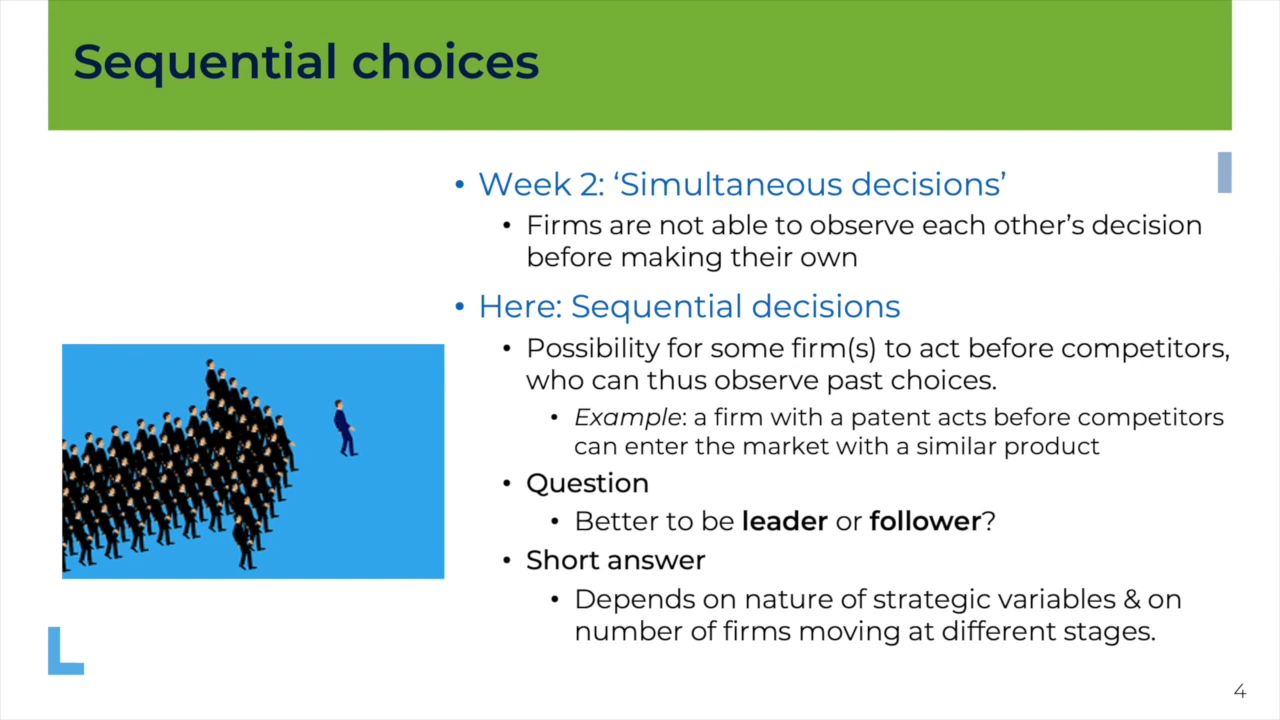 Sequential choices
• Week 2: ‘Simultaneous decisions’
• Firms are not able to observe each other’s decision
before making their own
• Here: Sequential decisions
• Possibility for some firm(s) to act before competitors,
who can thus observe past choices.
• Example: a firm with a patent acts before competitors
can enter the market with a similar product
• Question
• Better to be leader or follower?
• Short answer
• Depends on nature of strategic variables & on
number of firms moving at different stages.
4